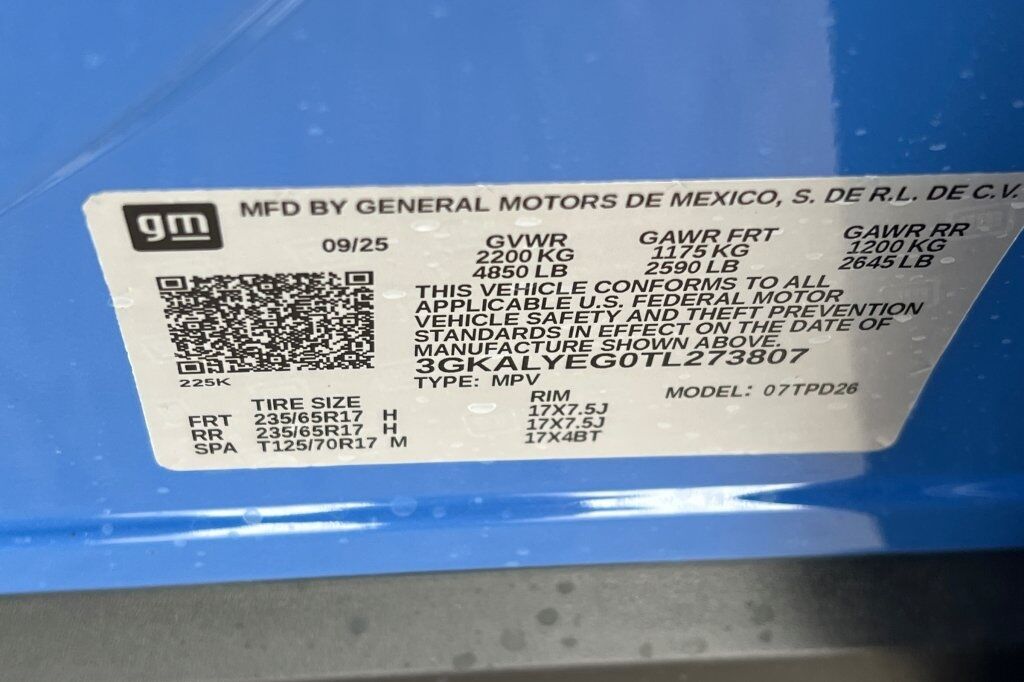 gm
MFD BY GENERAL MOTORS DE MEXICO, S. DE R.L. DE C.V.
09/25
GVWR
2200 KG
4850 LB
GAWR FRT
1175 KG
2590 LB
GAWR RR
1200 KG
2645 LB
THIS VEHICLE CONFORMS TO ALL
APPLICABLE U.S. FEDERAL MOTOR
VEHICLE SAFETY AND THEFT PREVENTION
STANDARDS IN EFFECT ON THE DATE OF
MANUFACTURE SHOWN ABOVE.
3GKALYEG0TL273807
225K
TYPE: MPV
MODEL: 07TPD26
TIRE SIZE RIM
FRT 235/65R17 H 17X7.5J
RR 235/65R17 H 17X7.5J
SPA T125/70R17 M 17X4BT